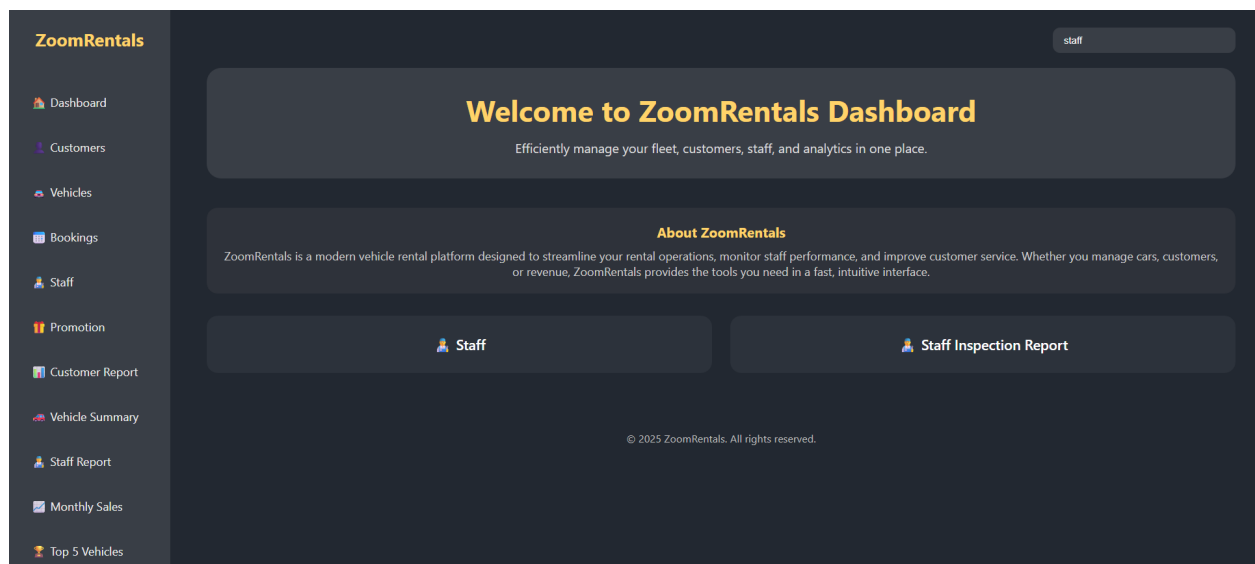 ZoomRentals
Dashboard
Customers
Vehicles
Bookings
Staff
Promotion
Customer Report
Vehicle Summary
Staff Report
Monthly Sales
Top 5 Vehicles
staff
Welcome to ZoomRentals Dashboard
Efficiently manage your fleet, customers, staff, and analytics in one place.
About ZoomRentals
ZoomRentals is a modern vehicle rental platform designed to streamline your rental operations, monitor staff performance, and improve customer service. Whether you manage cars, customers,
or revenue, ZoomRentals provides the tools you need in a fast, intuitive interface.
Staff
Staff Inspection Report
© 2025 ZoomRentals. All rights reserved.